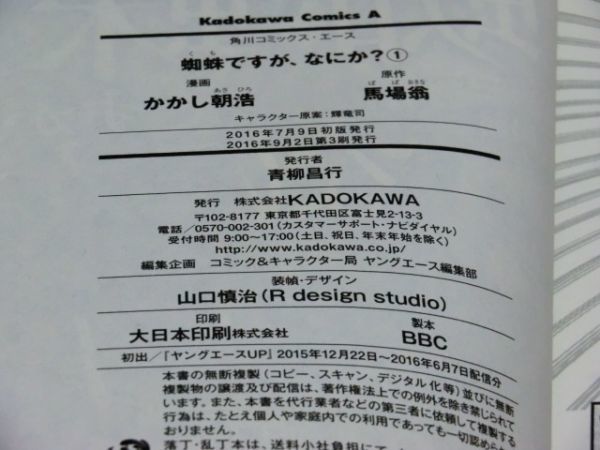 Kadokawa Comics A
角川コミックス・エース
蜘蛛ですが、なにか?①
漫画 原作
かかし朝浩 馬場翁
キャラクター原案:輝竜司
2016年7月9日初版発行
2016年9月2日第3刷発行
発行者
青柳昌行
発行 株式会社KADOKAWA
〒102-8177 東京都千代田区富士見2-13-3
電話/0570-002-301(カスタマーサポート・ナビダイヤル)
受付時間 9:00〜17:00(土日、祝日、年末年始を除く)
http://www.kadokawa.co.jp/
編集企画 コミック&キャラクター局 ヤングエース編集部
装幀・デザイン
山口慎治(R design studio)
印刷 製本
大日本印刷株式会社 BBC
初出/「ヤングエースUP」2015年12月22日〜2016年6月7日配信分
本書の無断複製(コピー、スキャン、デジタル化等)並びに無断
複製物の譲渡及び配信は、著作権法上での例外を除き禁じられて
います。また、本書を代行業者などの第三者に依頼して複製する
行為は、たとえ個人や家庭内での利用であっても一切認められて
おりません。
落丁・乱丁本は、送料小社負担にて、